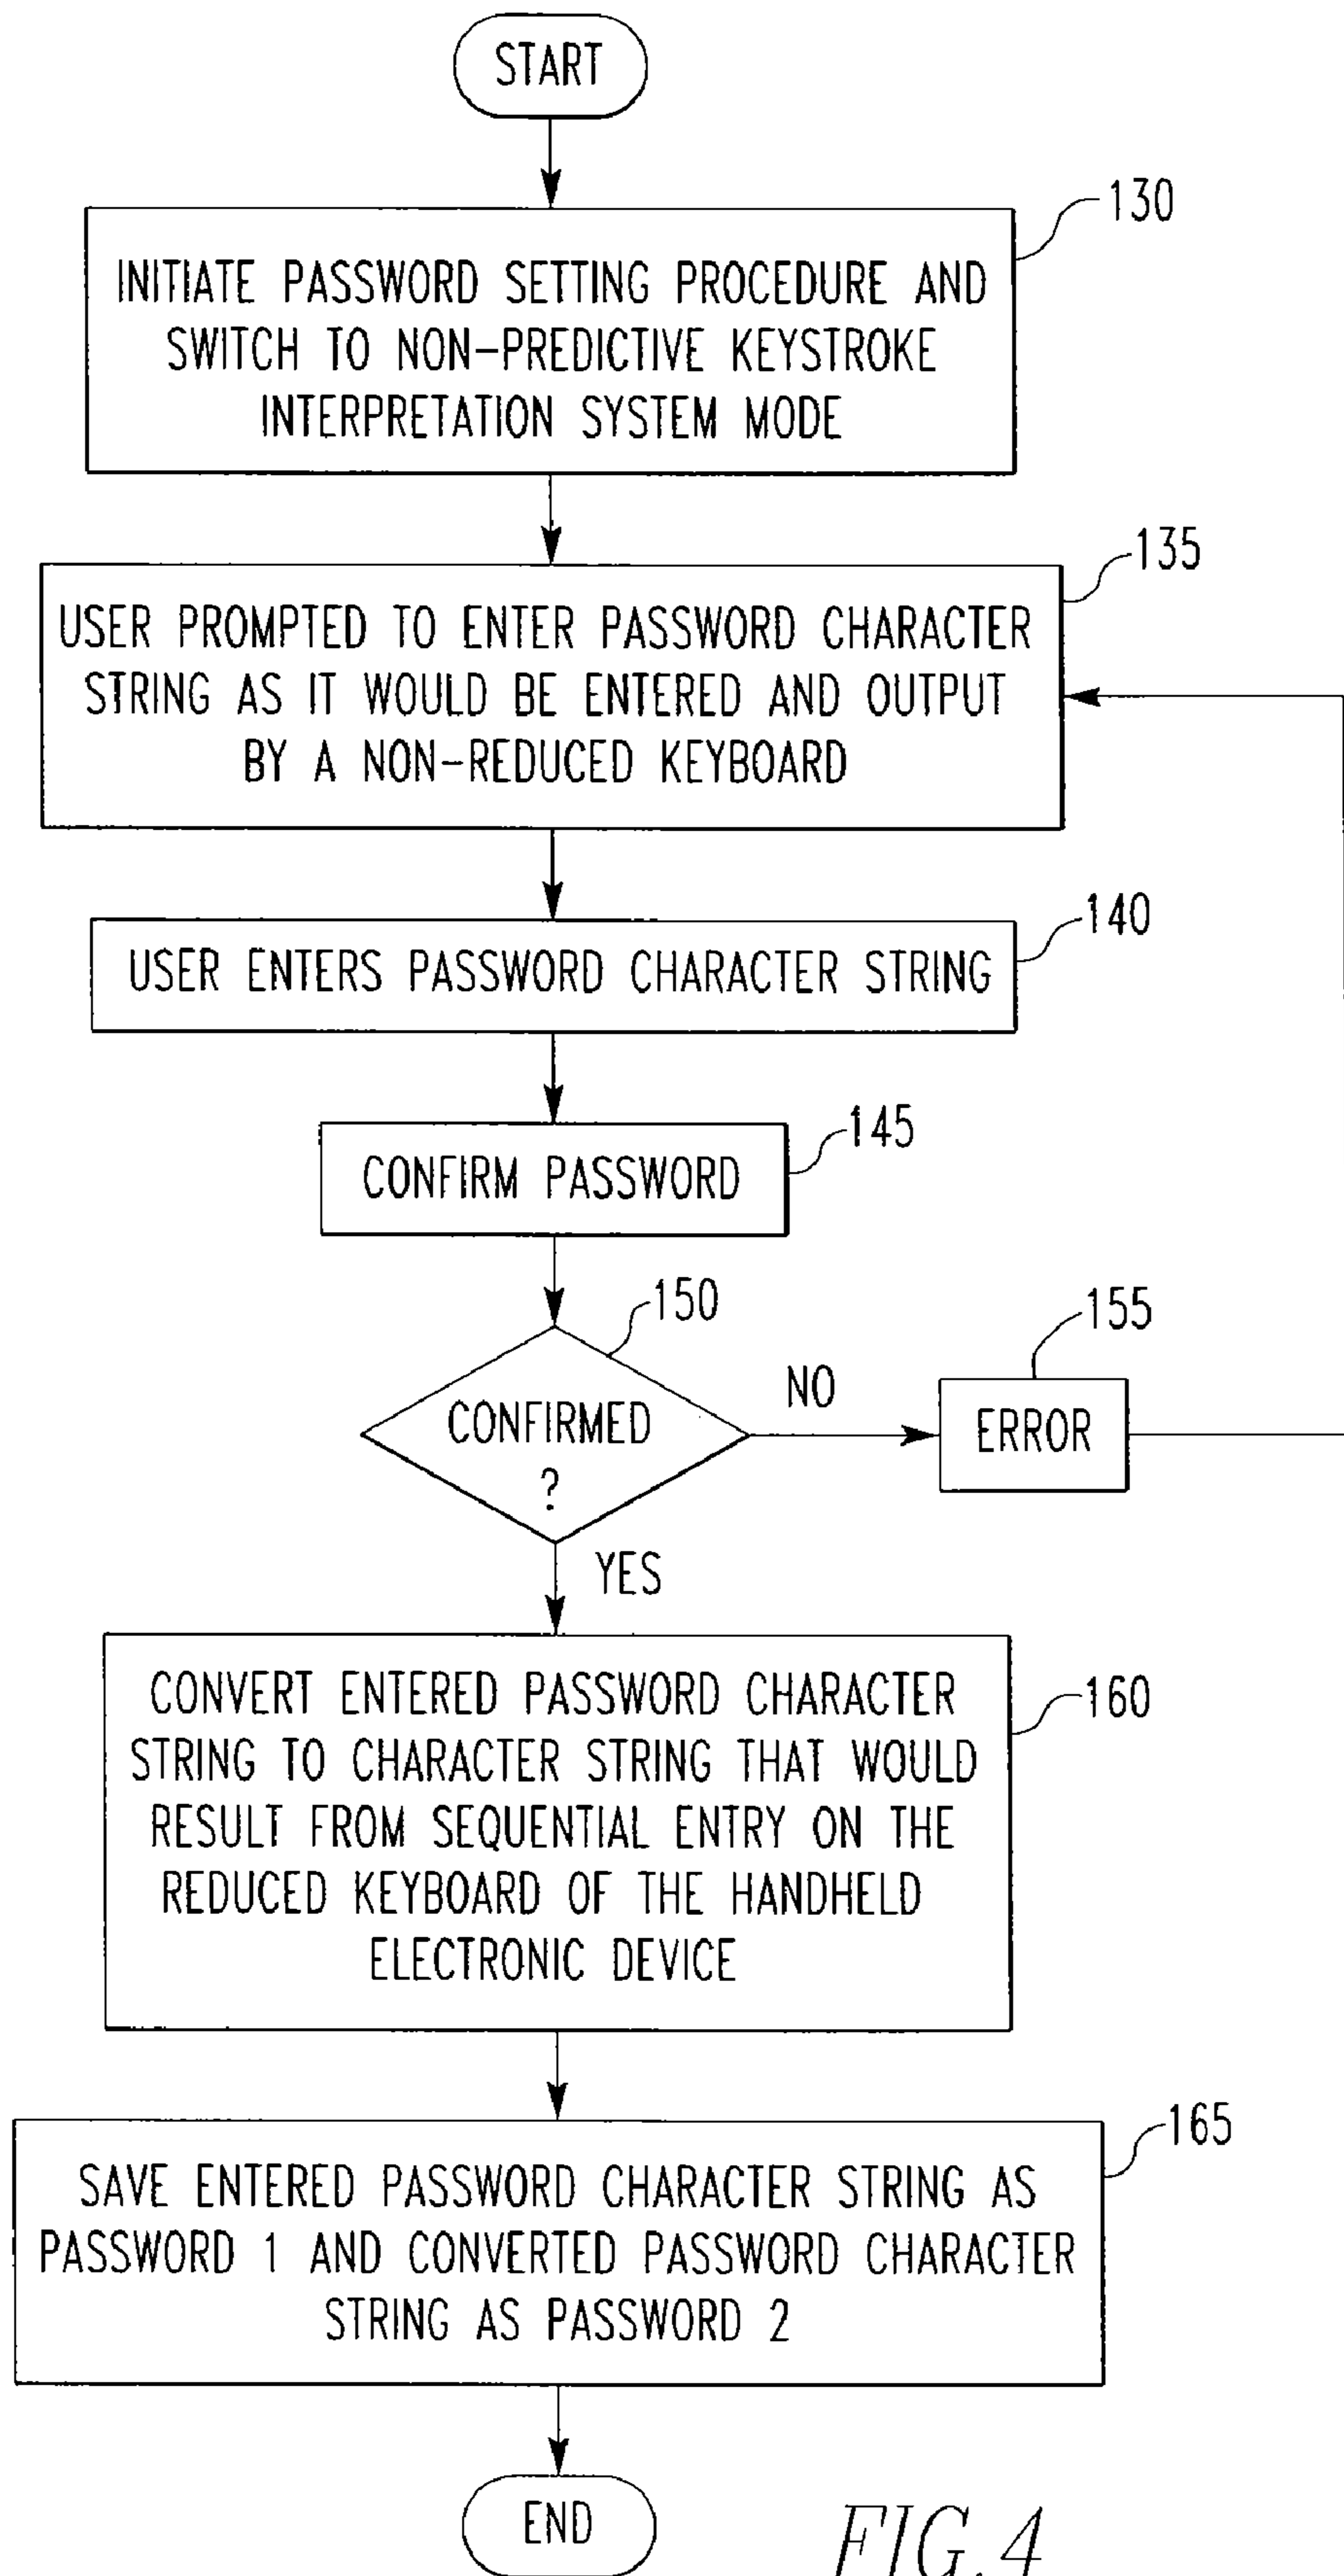 START
130
INITIATE PASSWORD SETTING PROCEDURE AND
SWITCH TO NON-PREDICTIVE KEYSTROKE
INTERPRETATION SYSTEM MODE
135
USER PROMPTED TO ENTER PASSWORD CHARACTER
STRING AS IT WOULD BE ENTERED AND OUTPUT
BY A NON-REDUCED KEYBOARD
140
USER ENTERS PASSWORD CHARACTER STRING
145
CONFIRM PASSWORD
150
CONFIRMED
?
NO
155
ERROR
YES
160
CONVERT ENTERED PASSWORD CHARACTER
STRING TO CHARACTER STRING THAT WOULD
RESULT FROM SEQUENTIAL ENTRY ON THE
REDUCED KEYBOARD OF THE HANDHELD
ELECTRONIC DEVICE
165
SAVE ENTERED PASSWORD CHARACTER STRING AS
PASSWORD 1 AND CONVERTED PASSWORD CHARACTER
STRING AS PASSWORD 2
END
FIG. 4